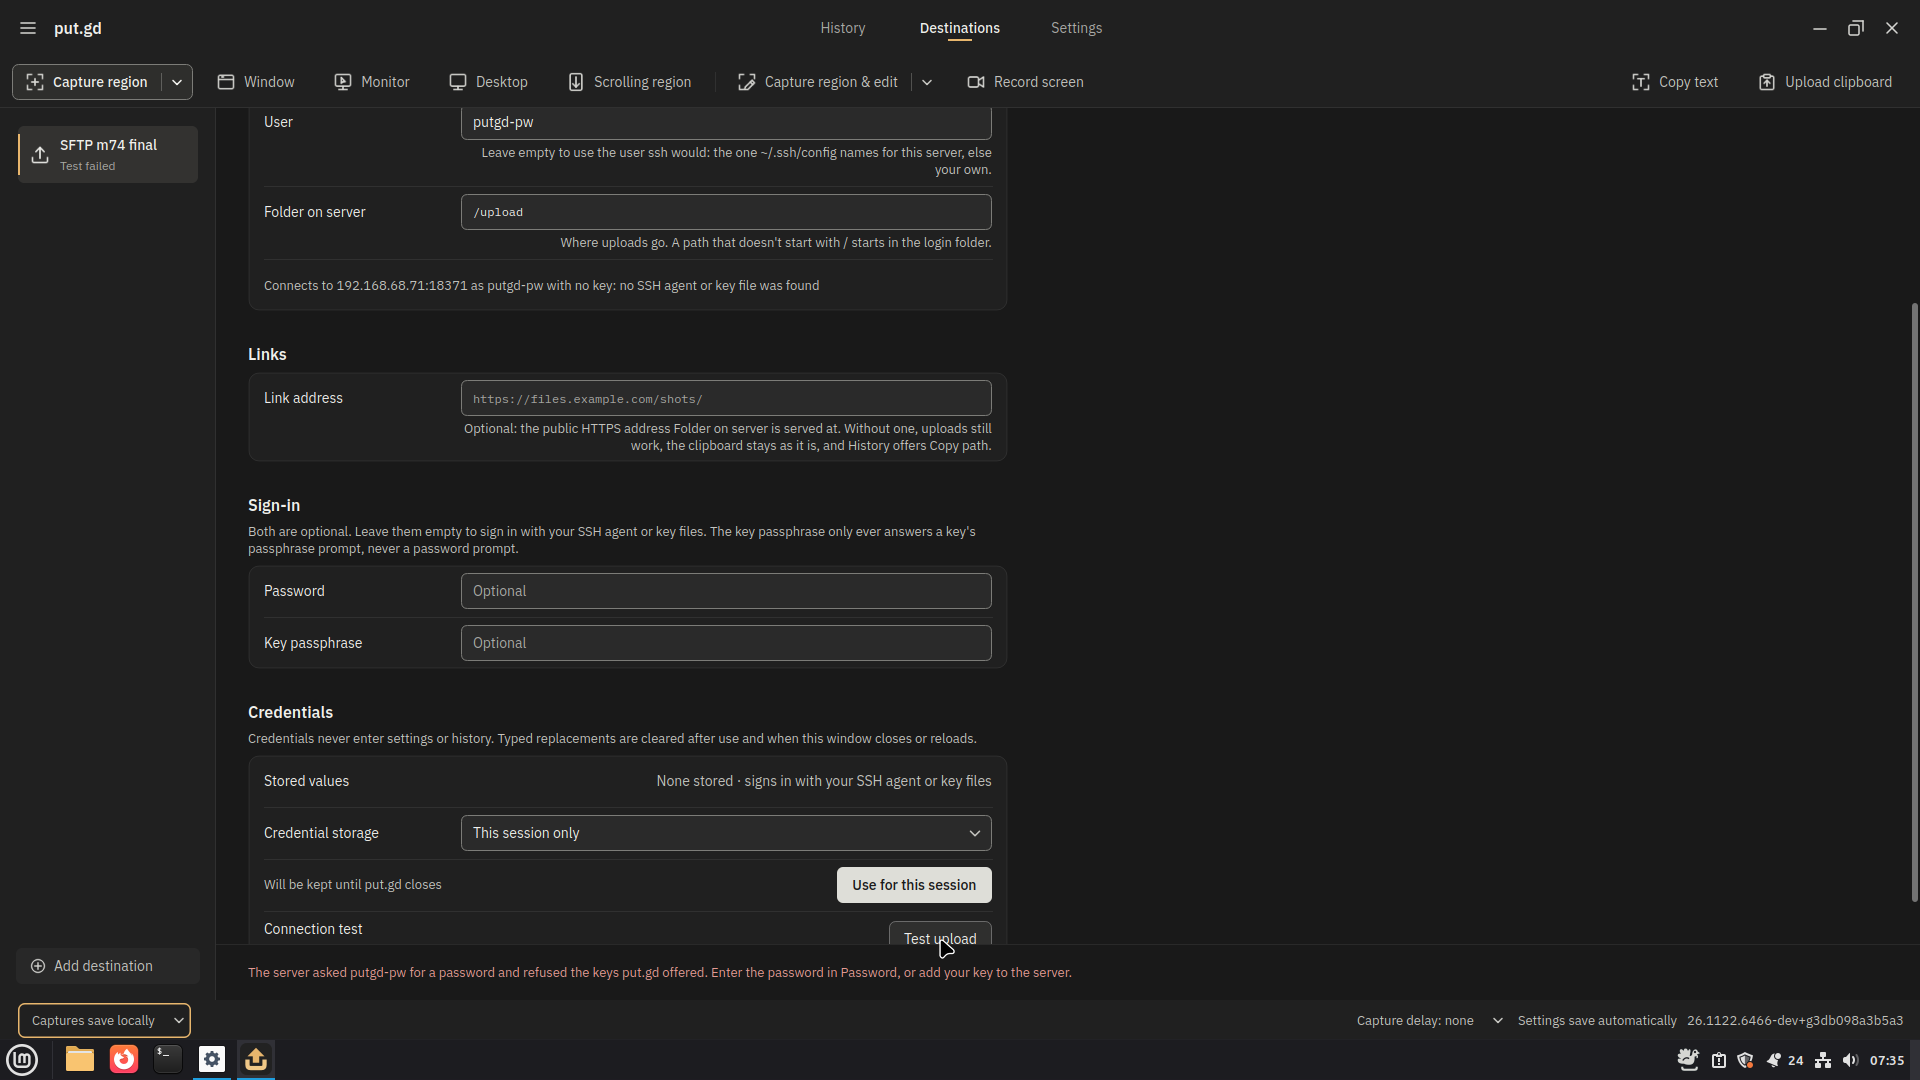 put.gd
History
Destinations
Settings
Capture region
Window
Monitor
Desktop
Scrolling region
Capture region & edit
Record screen
Copy text
Upload clipboard
SFTP m74 final
Test failed
User
putgd-pw
Leave empty to use the user ssh would: the one ~/.ssh/config names for this server, else
your own.
Folder on server
/upload
Where uploads go. A path that doesn't start with / starts in the login folder.
Connects to 192.168.68.71:18371 as putgd-pw with no key: no SSH agent or key file was found
Links
Link address
https://files.example.com/shots/
Optional: the public HTTPS address Folder on server is served at. Without one, uploads still
work, the clipboard stays as it is, and History offers Copy path.
Sign-in
Both are optional. Leave them empty to sign in with your SSH agent or key files. The key passphrase only ever answers a key's
passphrase prompt, never a password prompt.
Password
Optional
Key passphrase
Optional
Credentials
Credentials never enter settings or history. Typed replacements are cleared after use and when this window closes or reloads.
Stored values
None stored · signs in with your SSH agent or key files
Credential storage
This session only
Will be kept until put.gd closes
Use for this session
Connection test
Test upload
Add destination
The server asked putgd-pw for a password and refused the keys put.gd offered. Enter the password in Password, or add your key to the server.
Captures save locally
Capture delay: none
Settings save automatically
26.1122.6466-dev+g3db098a3b5a3
24
07:35